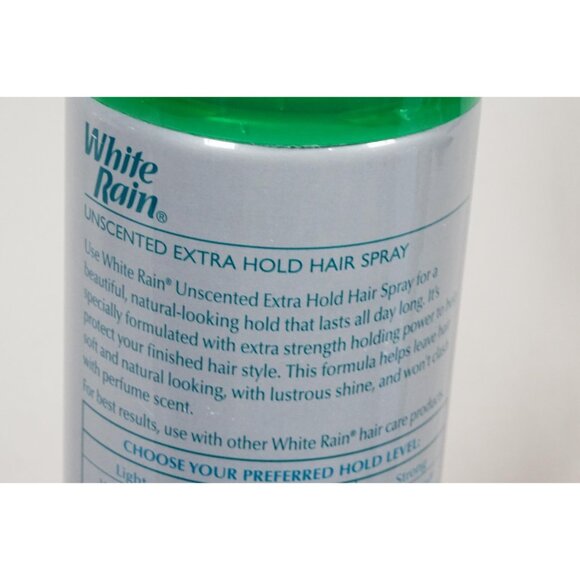 White
Rain®
UNSCENTED EXTRA HOLD HAIR SPRAY
Use White Rain® Unscented Extra Hold Hair Spray for a
beautiful, natural-looking hold that lasts all day long. It's
specially formulated with extra strength holding power to
protect your finished hair style. This formula helps leave hair
soft and natural looking, with lustrous shine, and won't clash
with perfume scent.
For best results, use with other White Rain® hair care products.
CHOOSE YOUR PREFERRED HOLD LEVEL:
Light Strong